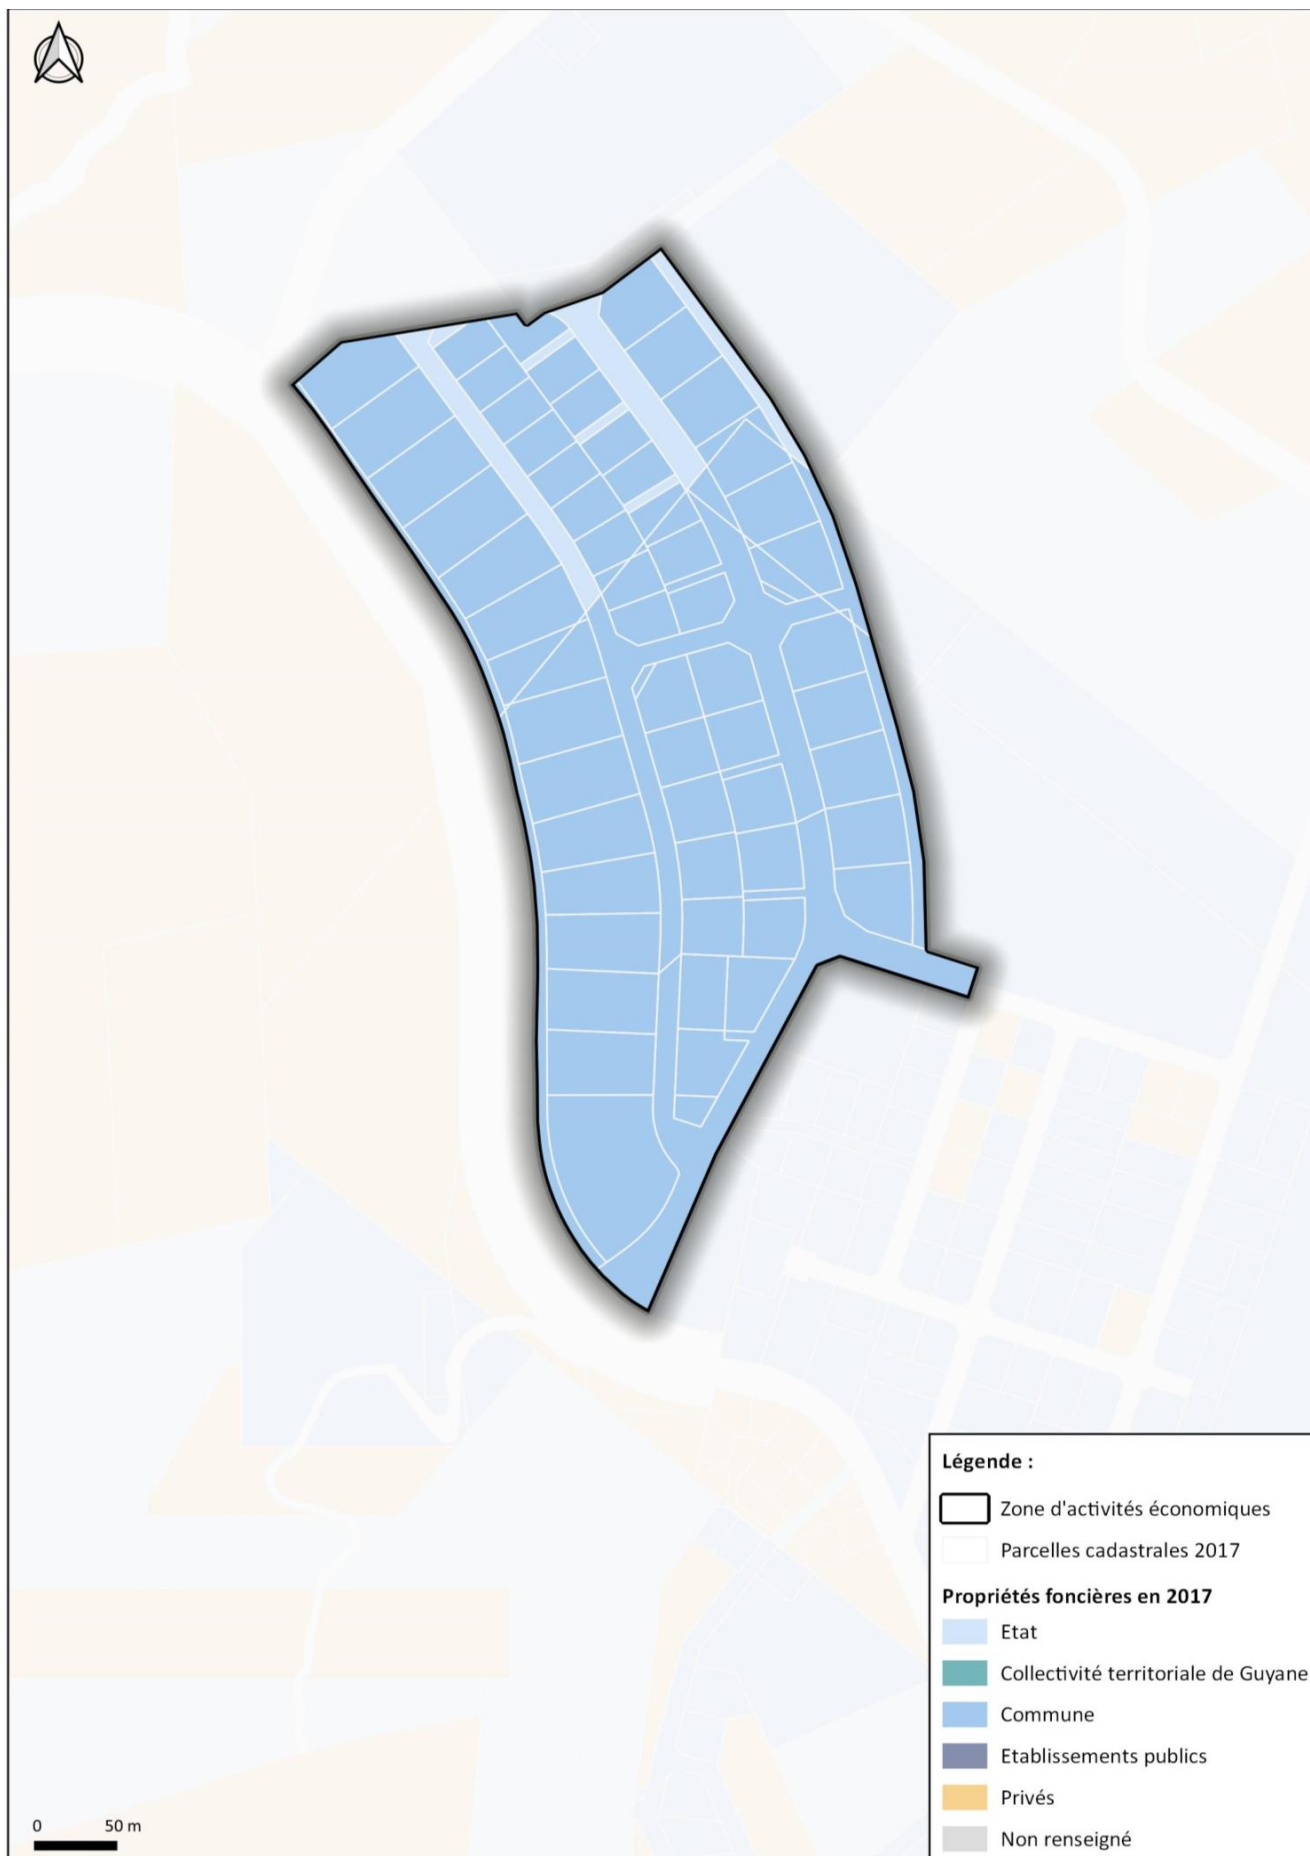 Légende :
Zone d'activités économiques
Parcelles cadastrales 2017
Propriétés foncières en 2017
Etat
Collectivité territoriale de Guyane
Commune
Etablissements publics
Privés
Non renseigné
0 50 m